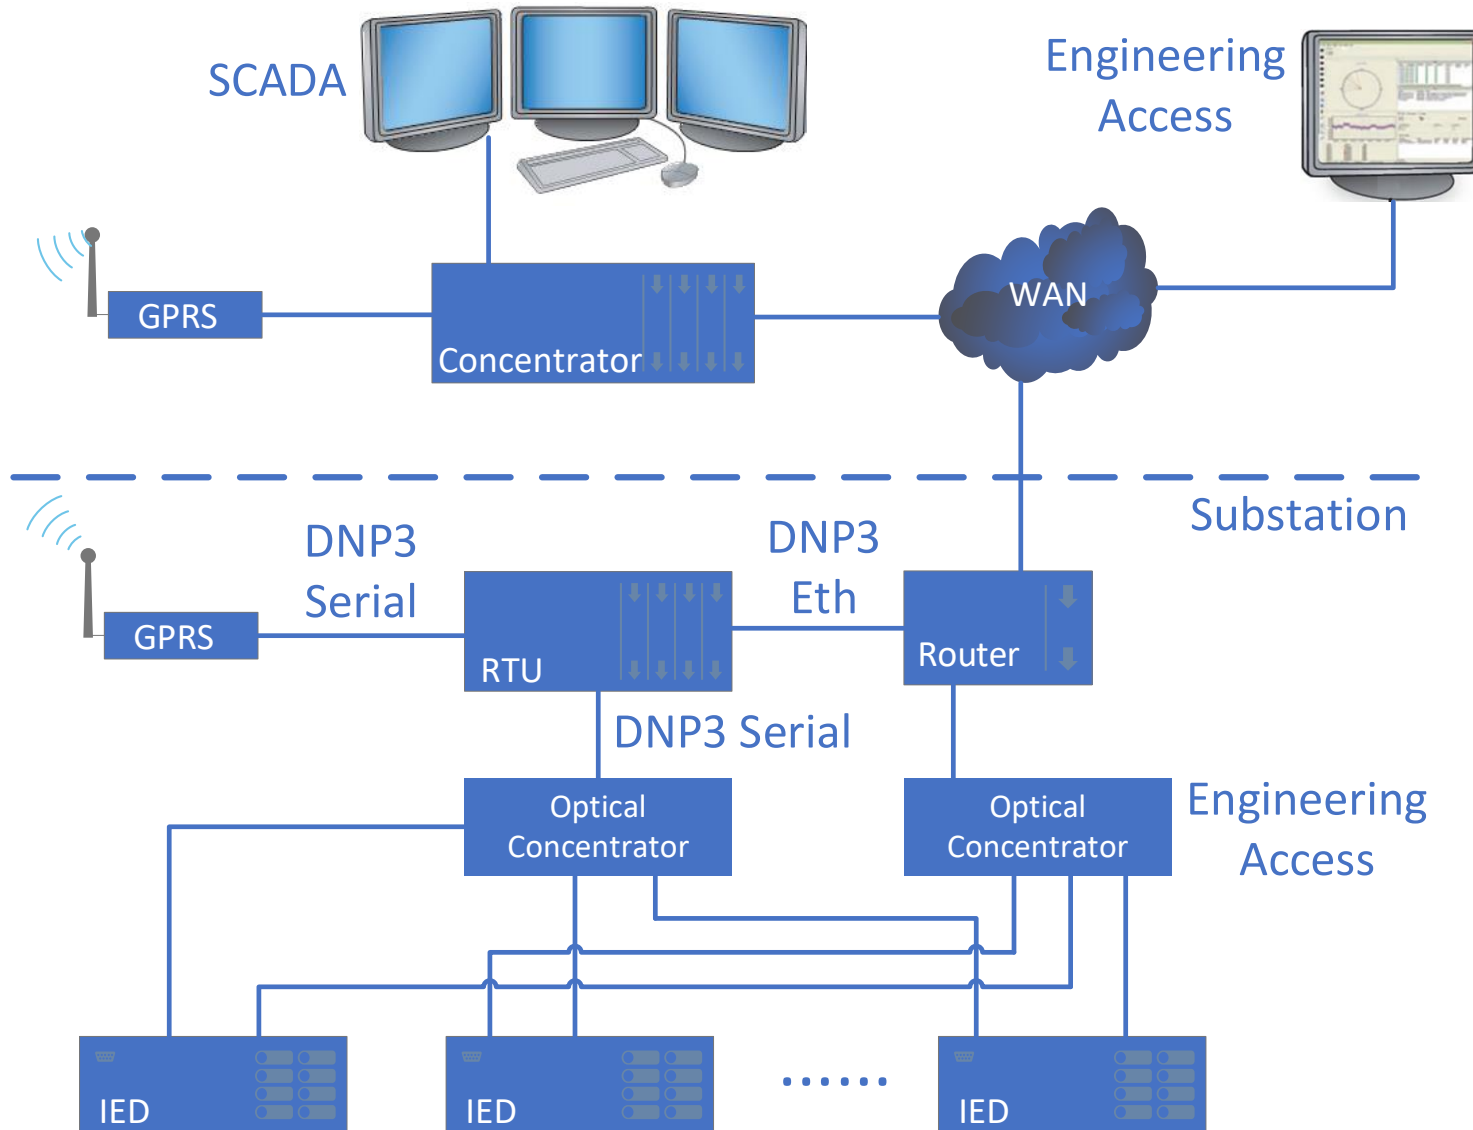 SCADA
Engineering
Access
GPRS
Concentrator
WAN
Substation
DNP3
Serial
DNP3
Eth
GPRS
RTU
Router
DNP3 Serial
Optical
Concentrator
Optical
Concentrator
Engineering
Access
IED
IED
......
IED